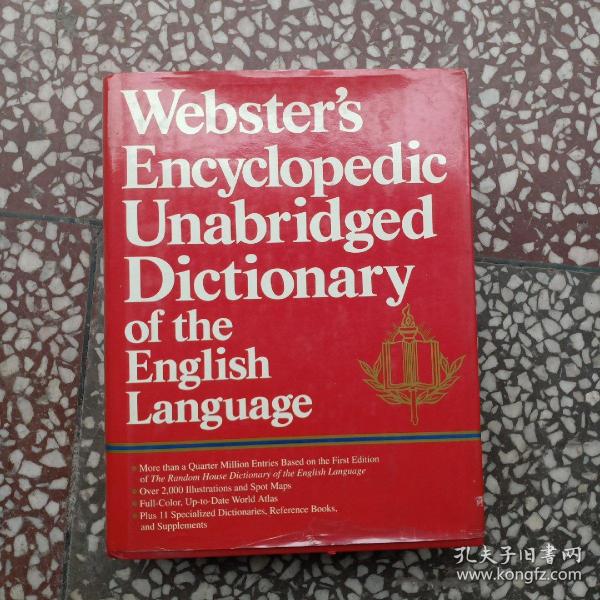 Webster's
Encyclopedic
Unabridged
Dictionary
of the
English
Language
More than a Quarter Million Entries Based on the First Edition
of The Random House Dictionary of the English Language
Over 2,000 Illustrations and Spot Maps
Full-Color, Up-to-Date World Atlas
Plus 11 Specialized Dictionaries, Reference Books,
and Supplements
孔夫子旧书网
www.kongfz.com